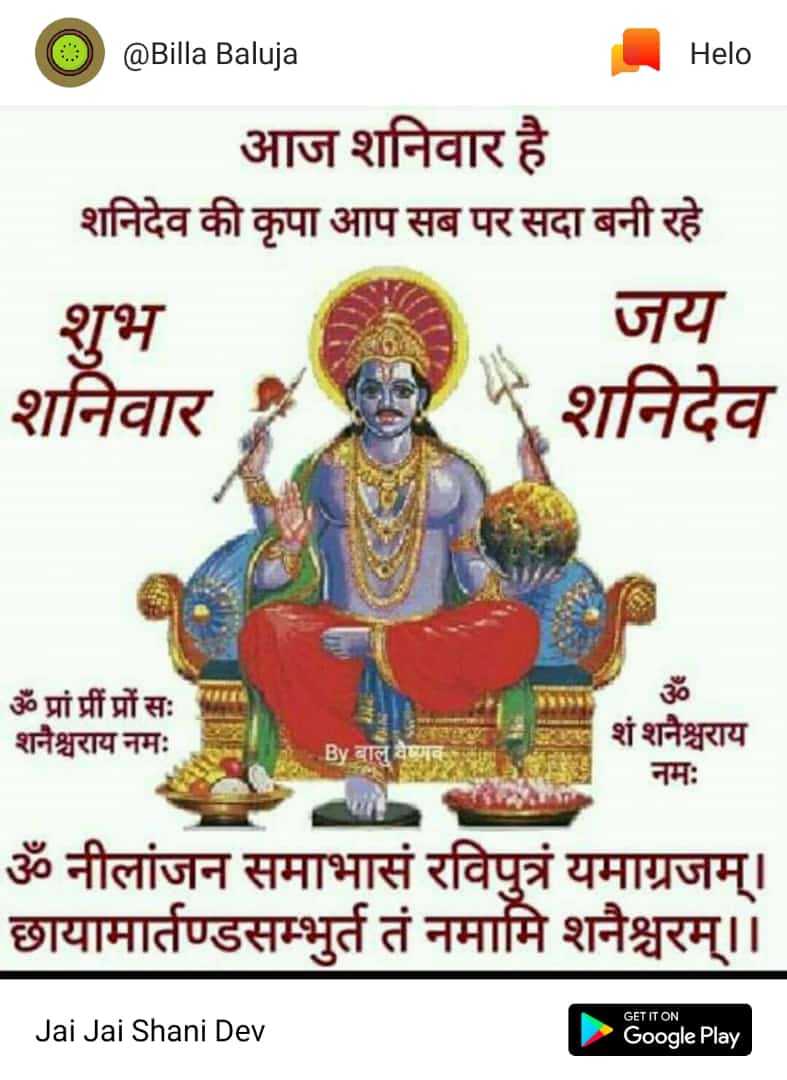 @Billa Baluja
Helo
आज शनिवार है
शनिदेव की कृपा आप सब पर सदा बनी रहे
शुभ
शनिवार
जय
शनिदेव
ॐ प्रां प्रीं प्रों सः
शनैश्चराय नमः
ॐ
शं शनैश्चराय
नमः
By बालु वैष्णव
ॐ नीलांजन समाभासं रविपुत्रं यमाग्रजम्।
छायामार्तण्डसम्भुर्त तं नमामि शनैश्चरम्।।
Jai Jai Shani Dev
GET IT ON
Google Play